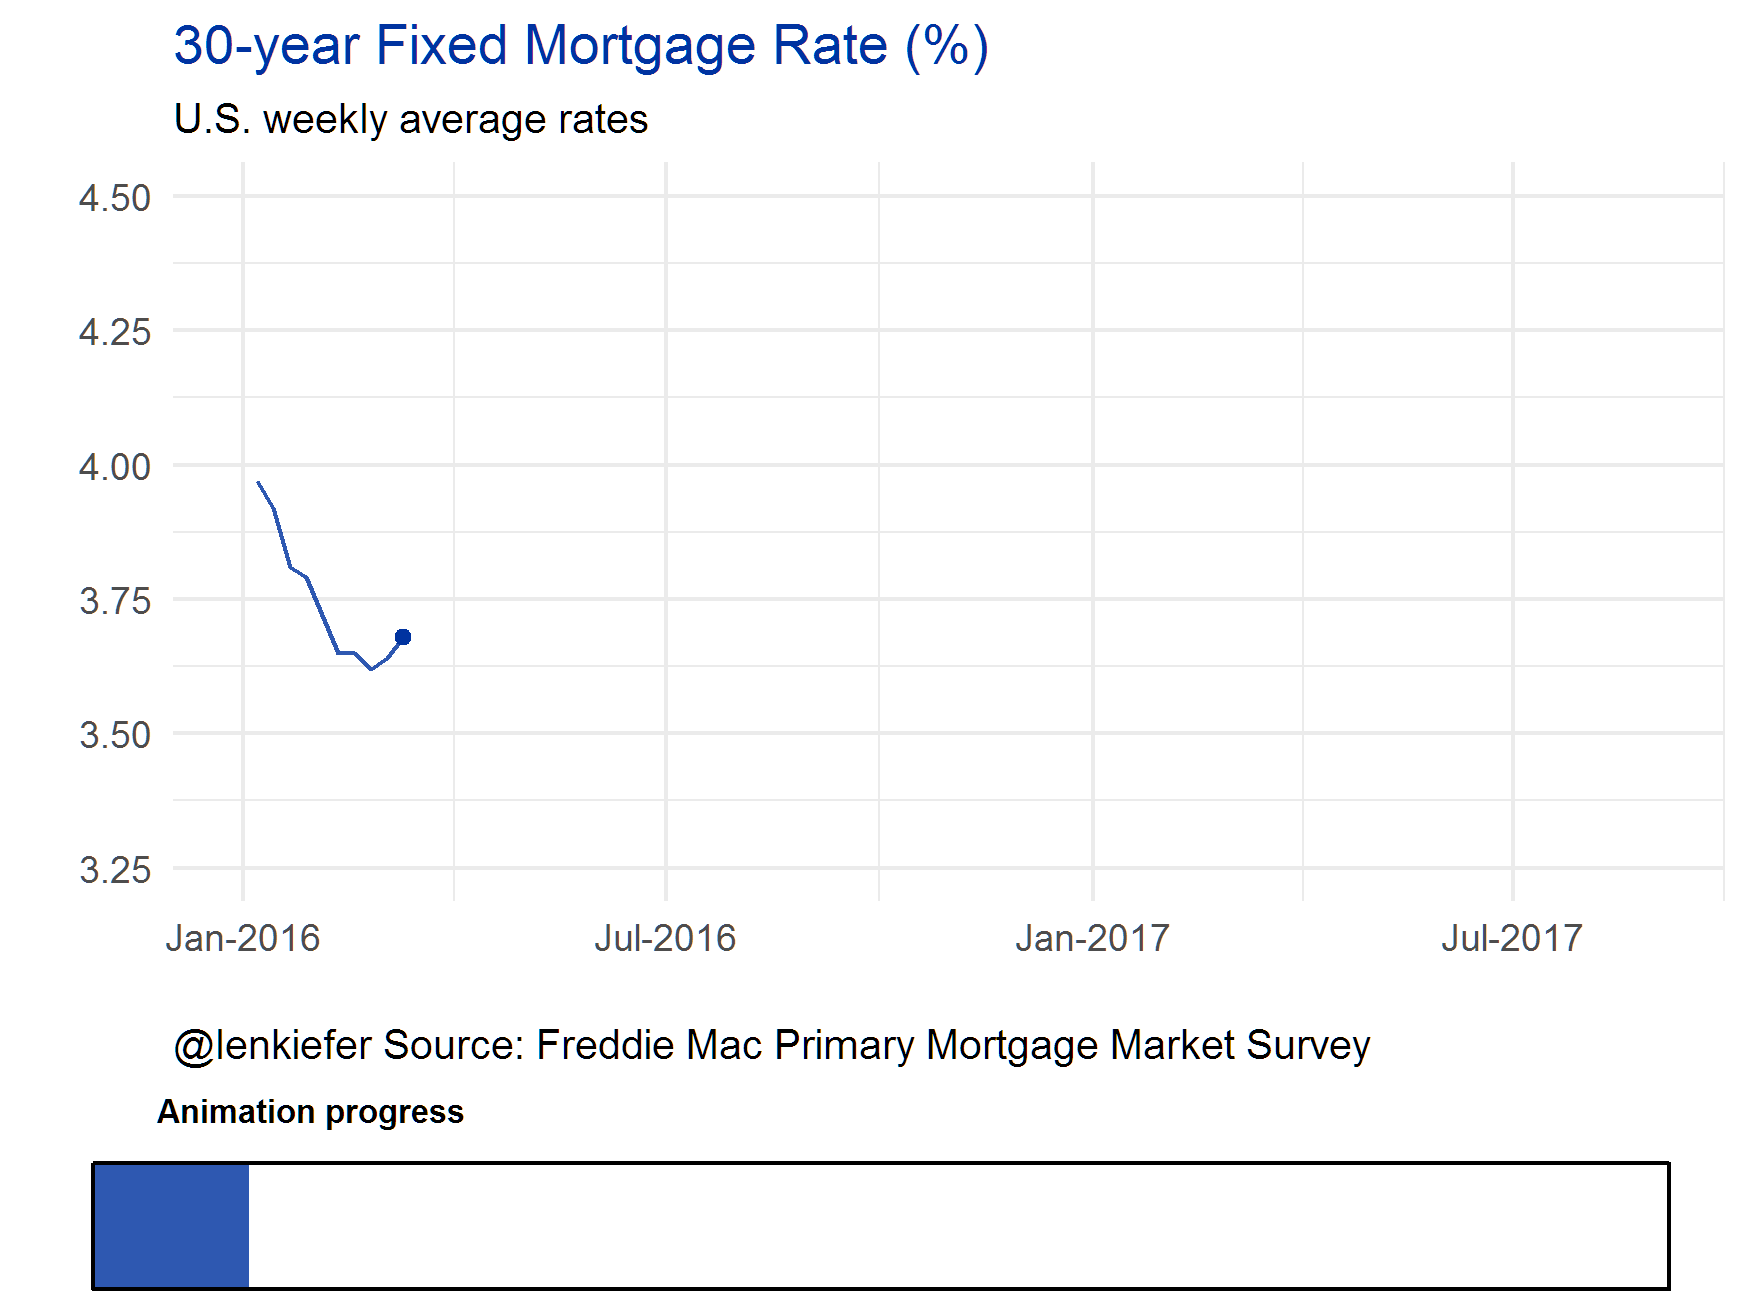 30-year Fixed Mortgage Rate (%)
U.S. weekly average rates
4.50
4.25
4.00
3.75
3.50
3.25
Jan-2016 Jul-2016 Jan-2017 Jul-2017
@lenkiefer Source: Freddie Mac Primary Mortgage Market Survey
Animation progress